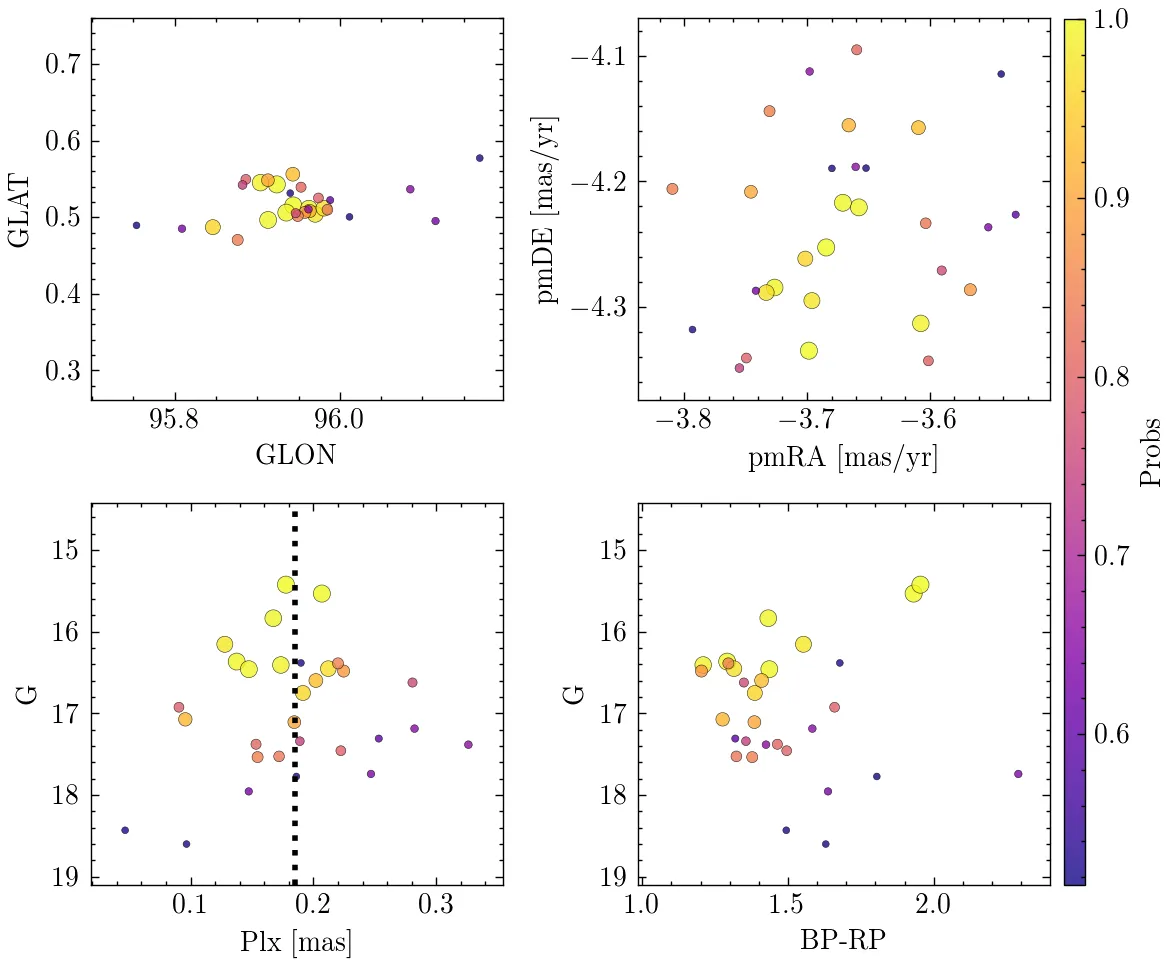 0.7
0.6
0.5
0.4
0.3
GLAT
95.8 96.0
GLON
−4.1
−4.2
−4.3
pmDE [mas/yr]
−3.8 −3.7 −3.6
pmRA [mas/yr]
1.0
0.9
0.8
0.7
0.6
Probs
15
16
17
18
19
G
0.1 0.2 0.3
Plx [mas]
15
16
17
18
19
G
1.0 1.5 2.0
BP-RP